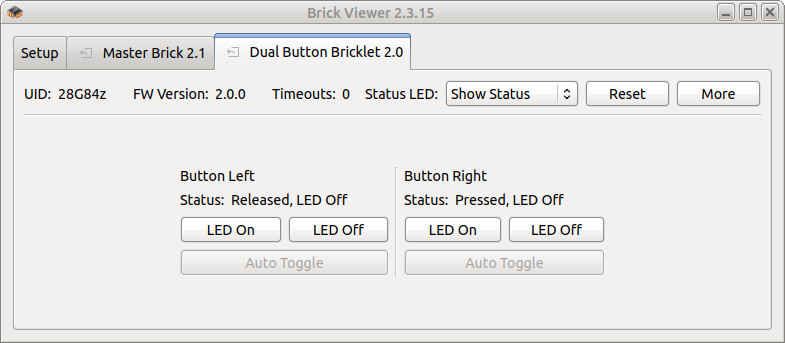 Brick Viewer 2.3.15
Setup Master Brick 2.1 Dual Button Bricklet 2.0
UID: 28G84z FW Version: 2.0.0 Timeouts: 0 Status LED: Show Status Reset More
Button Left Button Right
Status: Released, LED Off Status: Pressed, LED Off
LED On LED Off LED On LED Off
Auto Toggle Auto Toggle